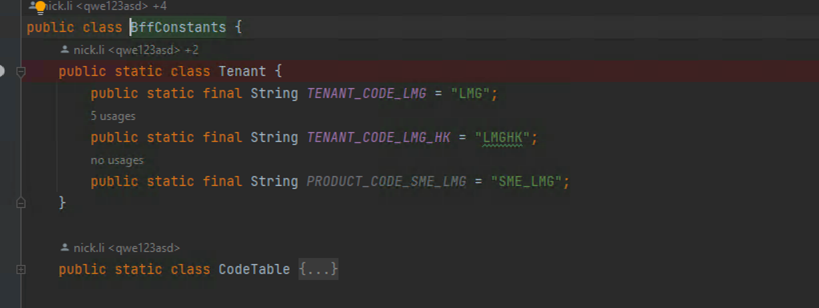 nick.li <qwe123asd> +4
public class BffConstants {
nick.li <qwe123asd> +2
public static class Tenant {
public static final String TENANT_CODE_LMG = "LMG";
5 usages
public static final String TENANT_CODE_LMG_HK = "LMGHK";
no usages
public static final String PRODUCT_CODE_SME_LMG = "SME_LMG";
}
nick.li <qwe123asd>
public static class CodeTable {...}